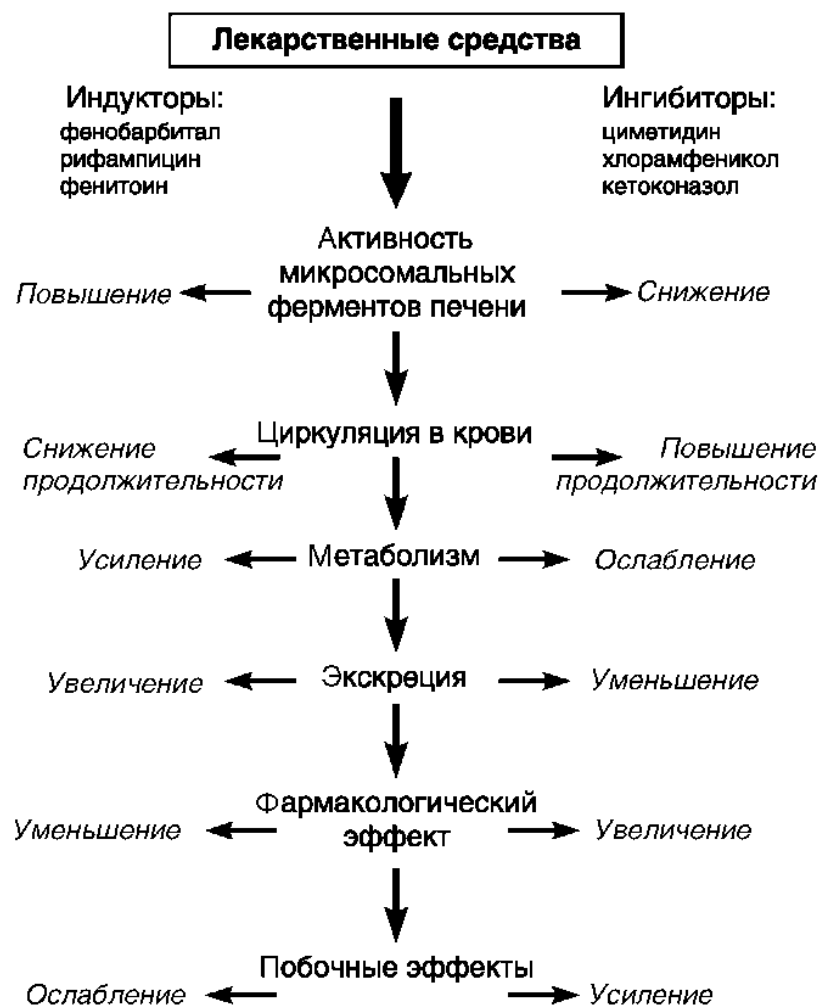 Лекарственные средства
Индукторы:
фенобарбитал
рифампицин
фенитоин
Ингибиторы:
циметидин
хлорамфеникол
кетоконазол
Активность
микросомальных
ферментов печени
Повышение
Снижение
Циркуляция в крови
Снижение
продолжительности
Повышение
продолжительности
Усиление
Метаболизм
Ослабление
Увеличение
Экскреция
Уменьшение
Фармакологический
эффект
Уменьшение
Увеличение
Побочные эффекты
Ослабление
Усиление